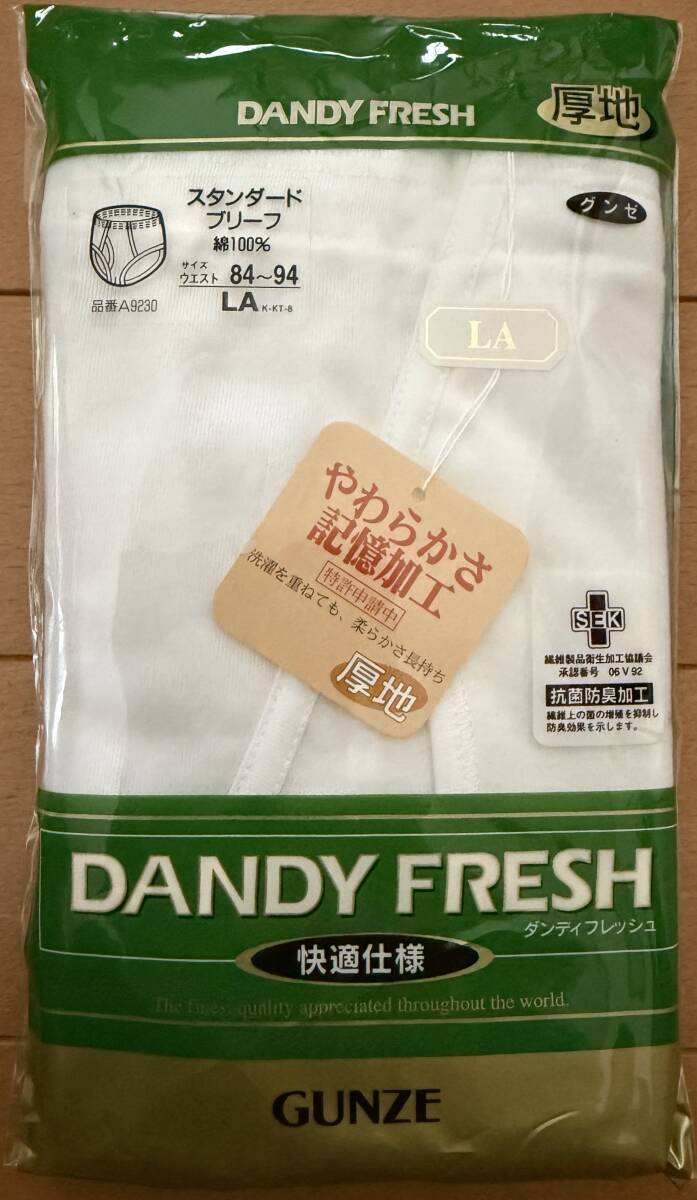 DANDY FRESH
厚地
スタンダード
ブリーフ
綿100%
サイズ
ウエスト 84〜94
LA K-KT-8
品番A9230
グンゼ
LA
やわらかさ
記憶加工
特許申請中
洗濯を重ねても、柔らかさ長持ち
厚地
SEK
繊維製品衛生加工協議会
承認番号 06V92
抗菌防臭加工
繊維上の菌の増殖を抑制し
防臭効果を示します。
DANDY FRESH
ダンディフレッシュ
快適仕様
The finest quality appreciated throughout the world.
GUNZE